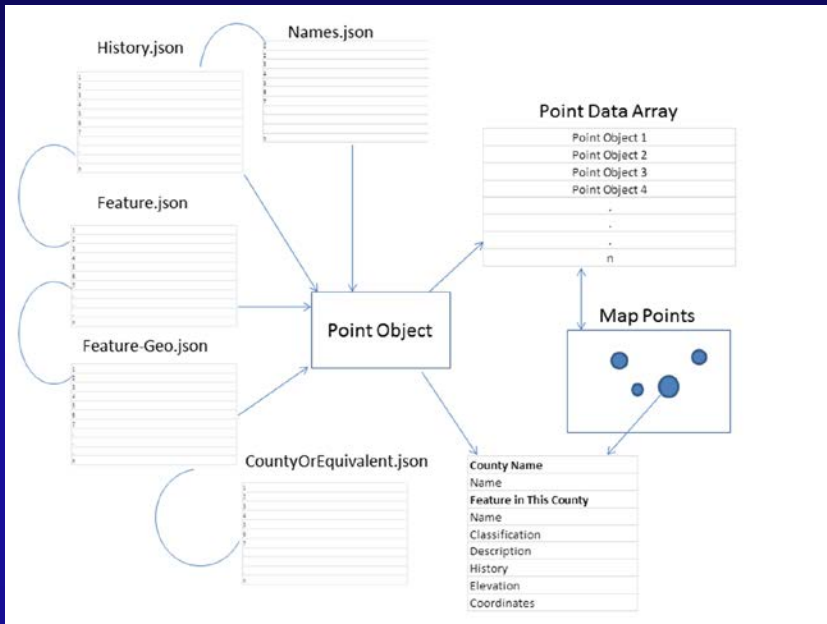 History.json
Names.json
Feature.json
Feature-Geo.json
CountyOrEquivalent.json
Point Object
Point Data Array
Point Object 1
Point Object 2
Point Object 3
Point Object 4
.
.
.
n
Map Points
County Name
Name
Feature in This County
Name
Classification
Description
History
Elevation
Coordinates